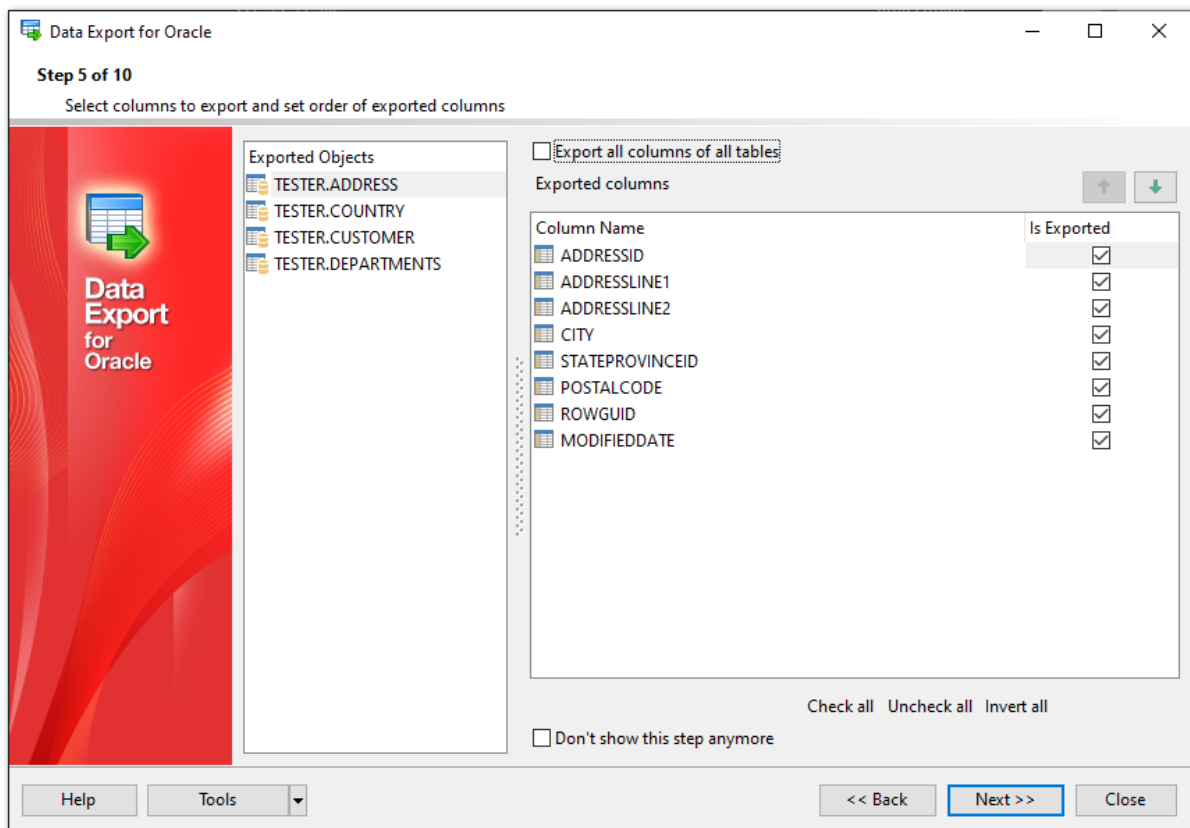 Data Export for Oracle
Step 5 of 10
Select columns to export and set order of exported columns
Data
Export
for
Oracle
Exported Objects
TESTER.ADDRESS
TESTER.COUNTRY
TESTER.CUSTOMER
TESTER.DEPARTMENTS
Export all columns of all tables
Exported columns
Column Name Is Exported
ADDRESSID
ADDRESSLINE1
ADDRESSLINE2
CITY
STATEPROVINCEID
POSTALCODE
ROWGUID
MODIFIEDDATE
Check all Uncheck all Invert all
Don't show this step anymore
Help Tools << Back Next >> Close